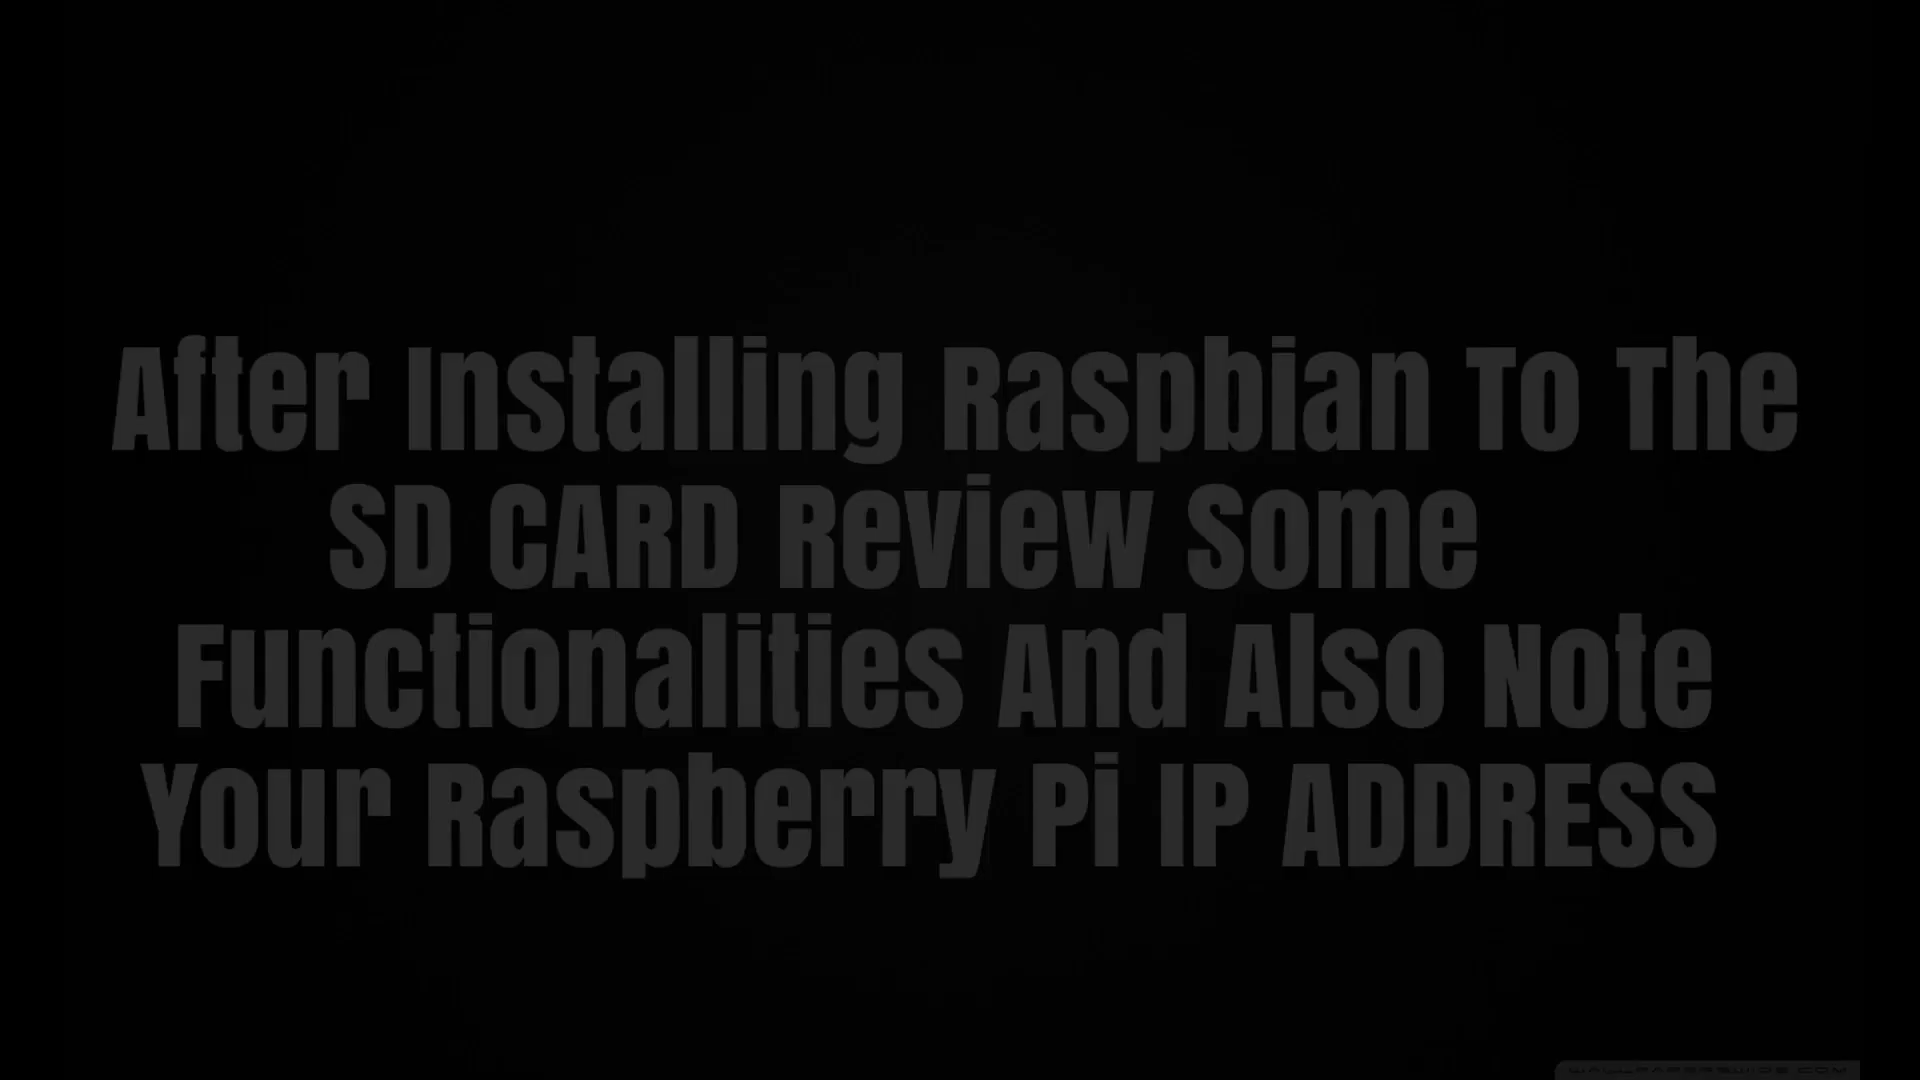 After Installing Raspbian To The
SD CARD Review Some
Functionalities And Also Note
Your Raspberry Pi IP ADDRESS